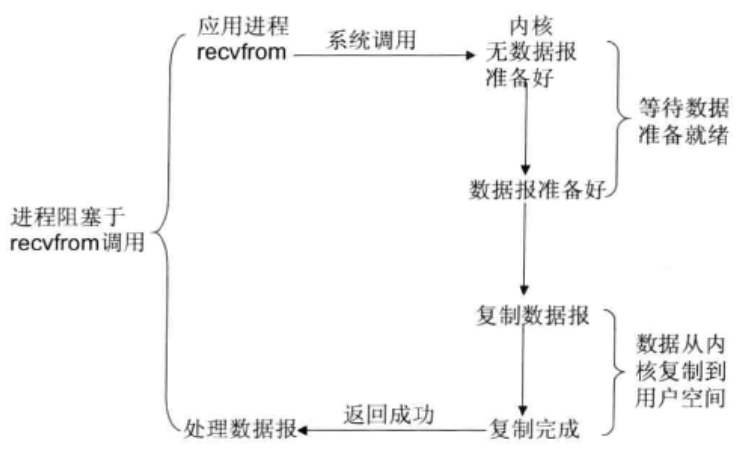 应用进程
recvfrom
系统调用
内核
无数据报
准备好
等待数据
准备就绪
数据报准备好
进程阻塞于
recvfrom调用
复制数据报
数据从内
核复制到
用户空间
处理数据报
返回成功
复制完成